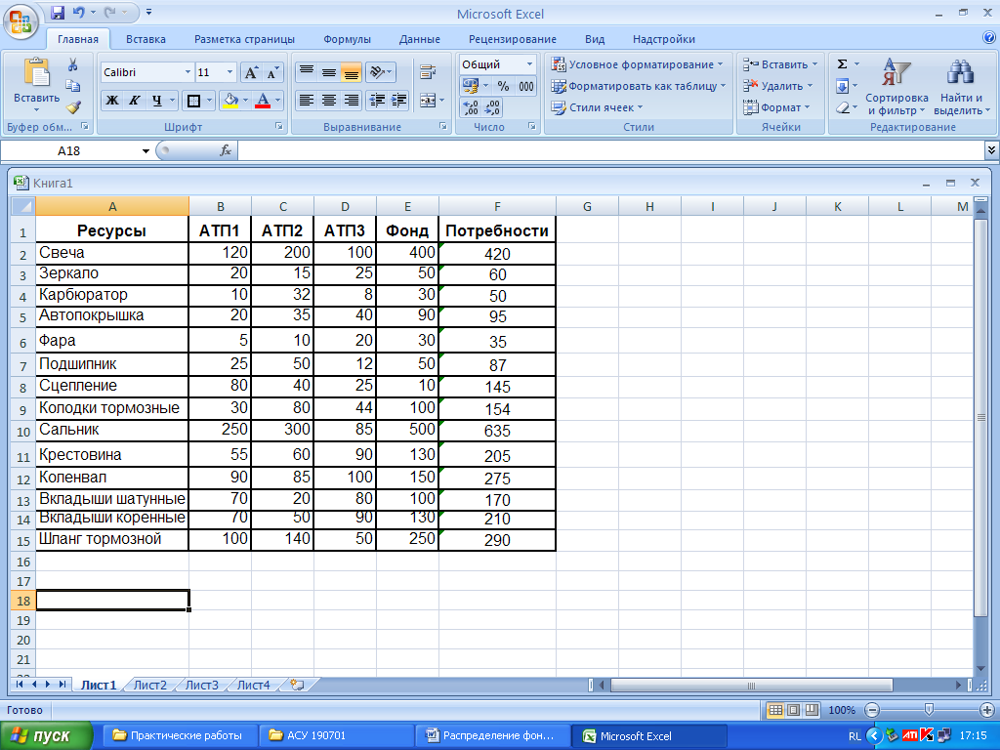 Microsoft Excel
Главная Вставка Разметка страницы Формулы Данные Рецензирование Вид Надстройки
Calibri 11 Общий Условное форматирование Вставить Σ
Вставить Форматировать как таблицу Удалить Сортировка и фильтр Найти и выделить
Ж К Ч % 000 Стили ячеек Формат
Буфер обм... Шрифт Выравнивание Число Стили Ячейки Редактирование
A18 fx
Книга1
A B C D E F G H I J K L M
1 Ресурсы АТП1 АТП2 АТП3 Фонд Потребности
2 Свеча 120 200 100 400 420
3 Зеркало 20 15 25 50 60
4 Карбюратор 10 32 8 30 50
5 Автопокрышка 20 35 40 90 95
6 Фара 5 10 20 30 35
7 Подшипник 25 50 12 50 87
8 Сцепление 80 40 25 10 145
9 Колодки тормозные 30 80 44 100 154
10 Сальник 250 300 85 500 635
11 Крестовина 55 60 90 130 205
12 Коленвал 90 85 100 150 275
13 Вкладыши шатунные 70 20 80 100 170
14 Вкладыши коренные 70 50 90 130 210
15 Шланг тормозной 100 140 50 250 290
16
17
18
19
20
21
Лист1 Лист2 Лист3 Лист4
Готово 100%
пуск Практические работы АСУ 190701 Распределение фон... Microsoft Excel RL 17:15